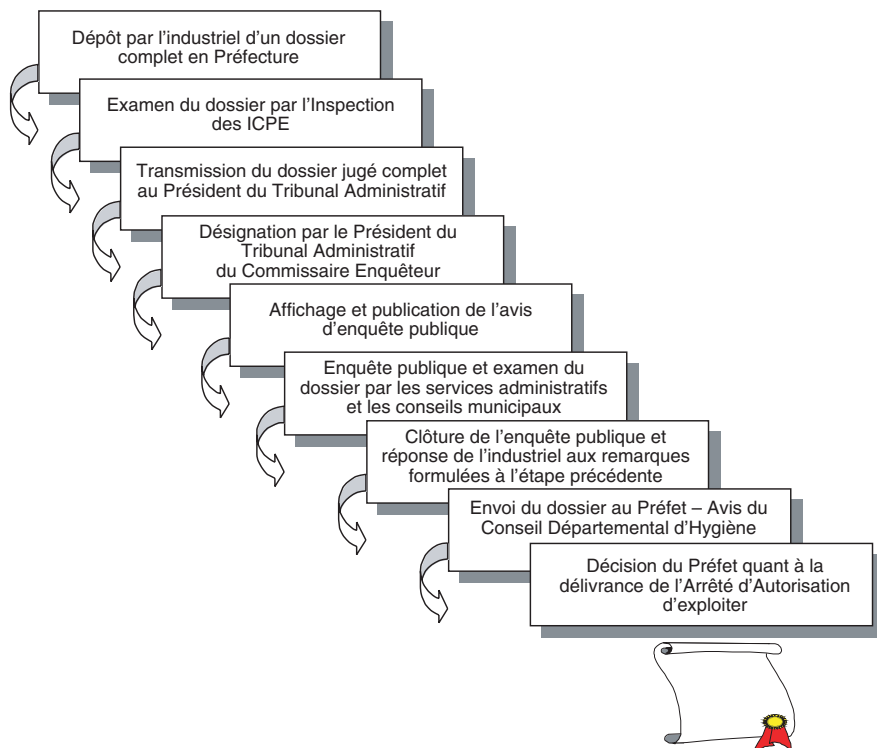 Dépôt par l’industriel d’un dossier
complet en Préfecture
Examen du dossier par l’Inspection
des ICPE
Transmission du dossier jugé complet
au Président du Tribunal Administratif
Désignation par le Président du
Tribunal Administratif
du Commissaire Enquêteur
Affichage et publication de l’avis
d’enquête publique
Enquête publique et examen du
dossier par les services administratifs
et les conseils municipaux
Clôture de l’enquête publique et
réponse de l’industriel aux remarques
formulées à l’étape précédente
Envoi du dossier au Préfet – Avis du
Conseil Départemental d’Hygiène
Décision du Préfet quant à la
délivrance de l’Arrêté d’Autorisation
d’exploiter